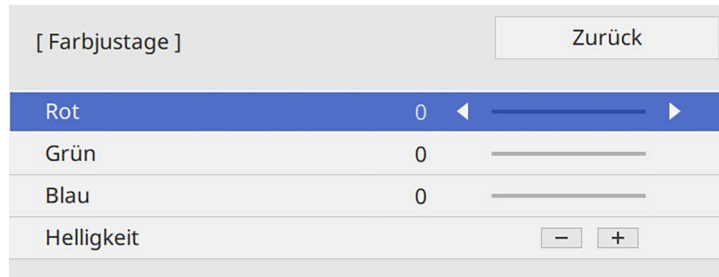 [ Farbjustage ]
Zurück
Rot 0
Grün 0
Blau 0
Helligkeit − +